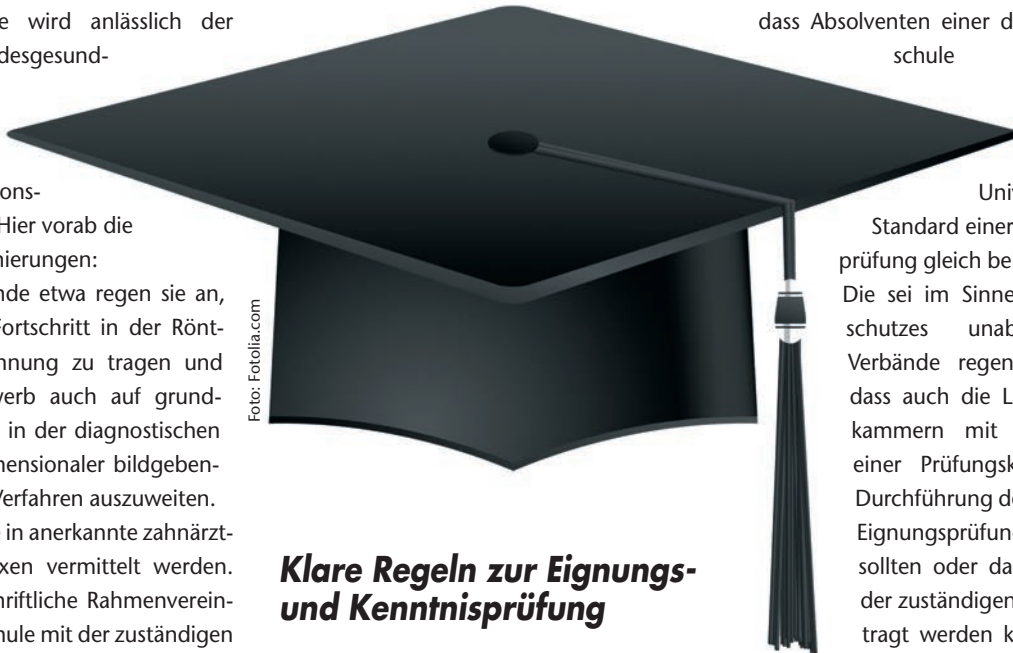 e wird anlässlich der
desgesund-
ons-
Hier vorab die
nierungen:
nde etwa regen sie an,
Fortschritt in der Rönt-
hnung zu tragen und
verb auch auf grund-
in der diagnostischen
nensionaler bildgeben-
Verfahren auszuweiten.
e in anerkannte zahnärzt-
xen vermittelt werden.
hriftliche Rahmenverein-
hule mit der zuständigen
Foto: Fotolia.com
Klare Regeln zur Eignungs-
und Kenntnisprüfung
dass Absolventen einer d
schule
Univ
Standard einer
prüfung gleich be
Die sei im Sinne
schutzes unab
Verbände regen
dass auch die L
kammern mit
einer Prüfungsk
Durchführung de
Eignungsprüfun
sollten oder da
der zuständigen
tragt werden k